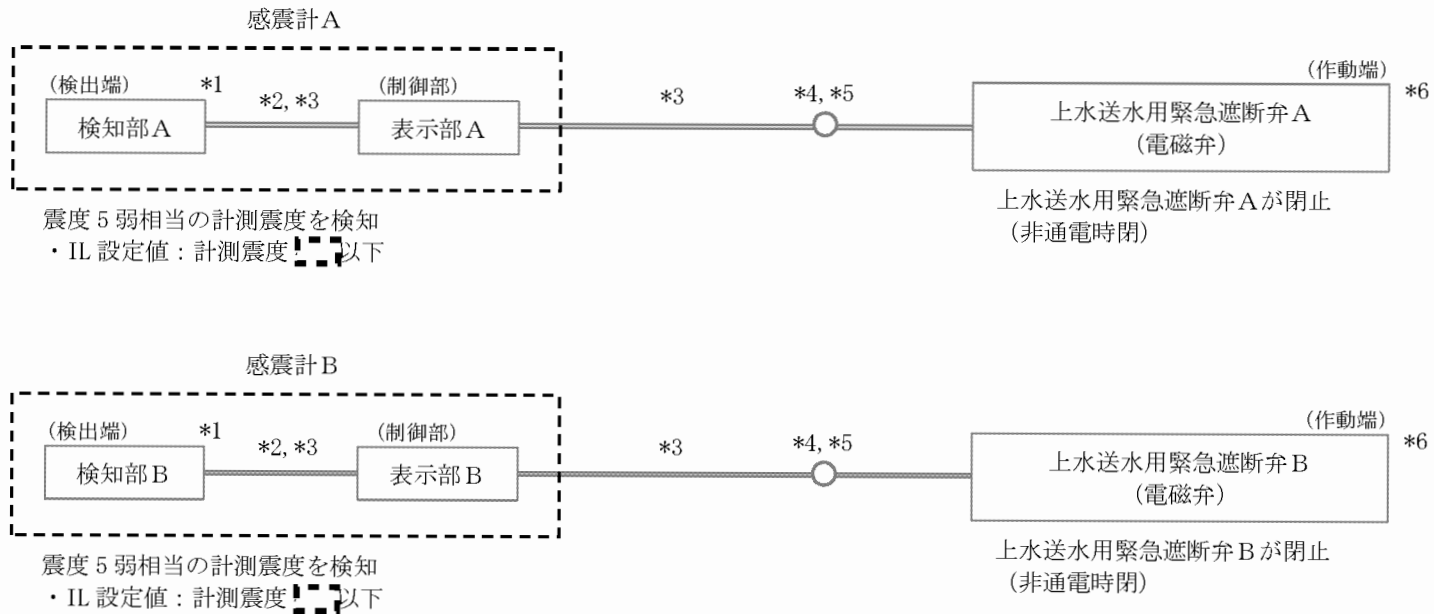 感震計A
(検出端)
*1
*2, *3
(制御部)
*3
*4, *5
(作動端)
*6
検知部A
表示部A
上水送水用緊急遮断弁A
(電磁弁)
震度5弱相当の計測震度を検知
・IL 設定値:計測震度 以下
上水送水用緊急遮断弁Aが閉止
(非通電時閉)
感震計B
(検出端)
*1
*2, *3
(制御部)
*3
*4, *5
(作動端)
*6
検知部B
表示部B
上水送水用緊急遮断弁B
(電磁弁)
震度5弱相当の計測震度を検知
・IL 設定値:計測震度 以下
上水送水用緊急遮断弁Bが閉止
(非通電時閉)